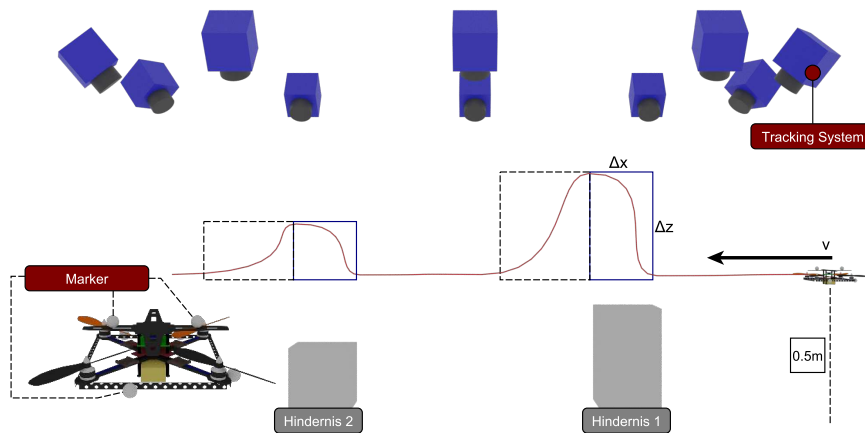 Tracking System
Δx
Δz
v
Marker
0.5m
Hindernis 2
Hindernis 1